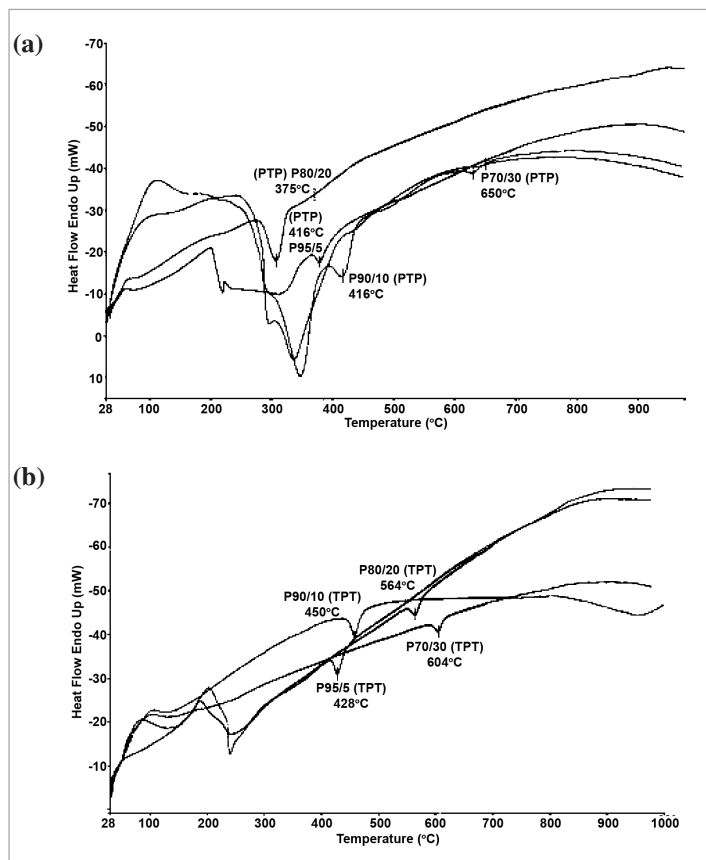 (a)
-70
-60
-50
-40
-30
-20
-10
0
10
Heat Flow Endo Up (mW)
(PTP) P80/20
375°C
(PTP)
416°C
P95/5
P90/10 (PTP)
416°C
P70/30 (PTP)
650°C
28 100 200 300 400 500 600 700 800 900 1000
Temperature (°C)
(b)
-70
-60
-50
-40
-30
-20
-10
0
Heat Flow Endo Up (mW)
P80/20 (TPT)
564°C
P90/10 (TPT)
450°C
P70/30 (TPT)
604°C
P95/5 (TPT)
428°C
28 100 200 300 400 500 600 700 800 900 1000
Temperature (°C)